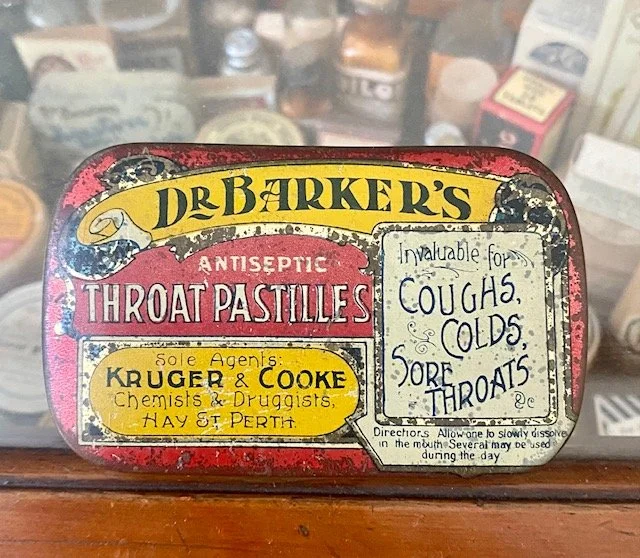 DR BARKER'S
ANTISEPTIC
THROAT PASTILLES
Sole Agents:
KRUGER & COOKE
Chemists & Druggists,
HAY ST PERTH.
Invaluable for
COUGHS,
COLDS,
SORE
THROATS
&c
Directions Allow one to slowly dissolve
in the mouth Several may be used
during the day